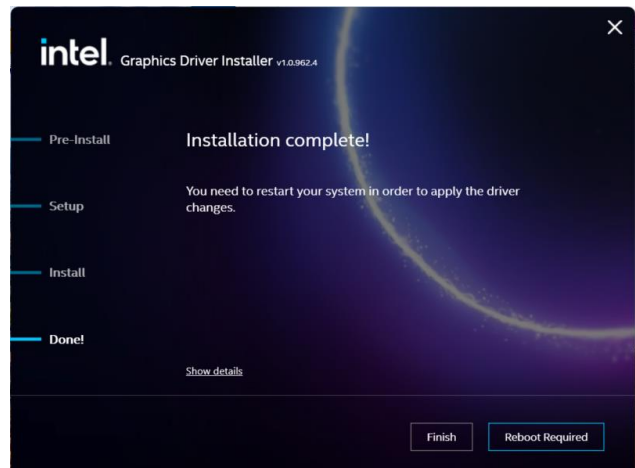 intel. Graphics Driver Installer v1.0.962.4
Pre-Install
Installation complete!
You need to restart your system in order to apply the driver
changes.
Setup
Install
Done!
Show details
Finish
Reboot Required